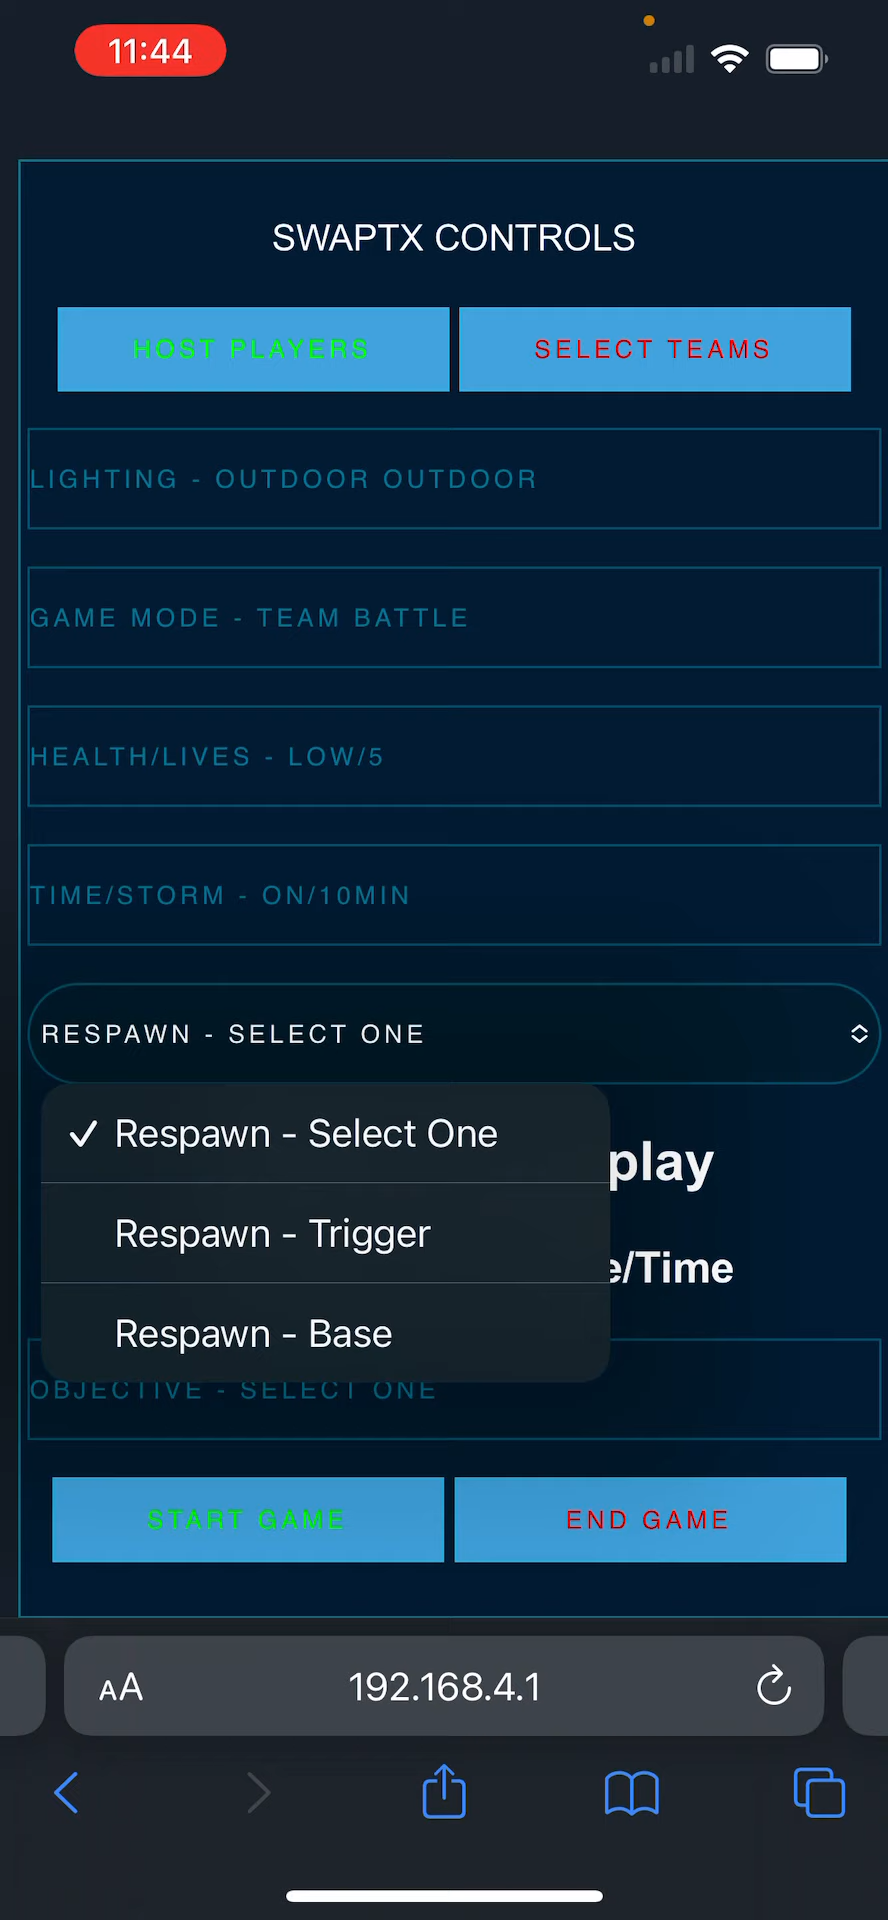 11:44
SWAPTX CONTROLS
HOST PLAYERS
SELECT TEAMS
LIGHTING - OUTDOOR OUTDOOR
GAME MODE - TEAM BATTLE
HEALTH/LIVES - LOW/5
TIME/STORM - ON/10MIN
RESPAWN - SELECT ONE
✓ Respawn - Select One
play
Respawn - Trigger
e/Time
Respawn - Base
OBJECTIVE - SELECT ONE
START GAME
END GAME
AA
192.168.4.1